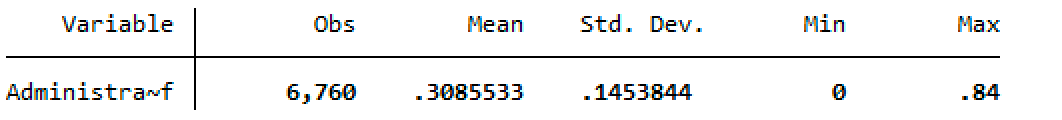 Variable Obs Mean Std. Dev. Min Max
Administra~f 6,760 .3085533 .1453844 0 .84